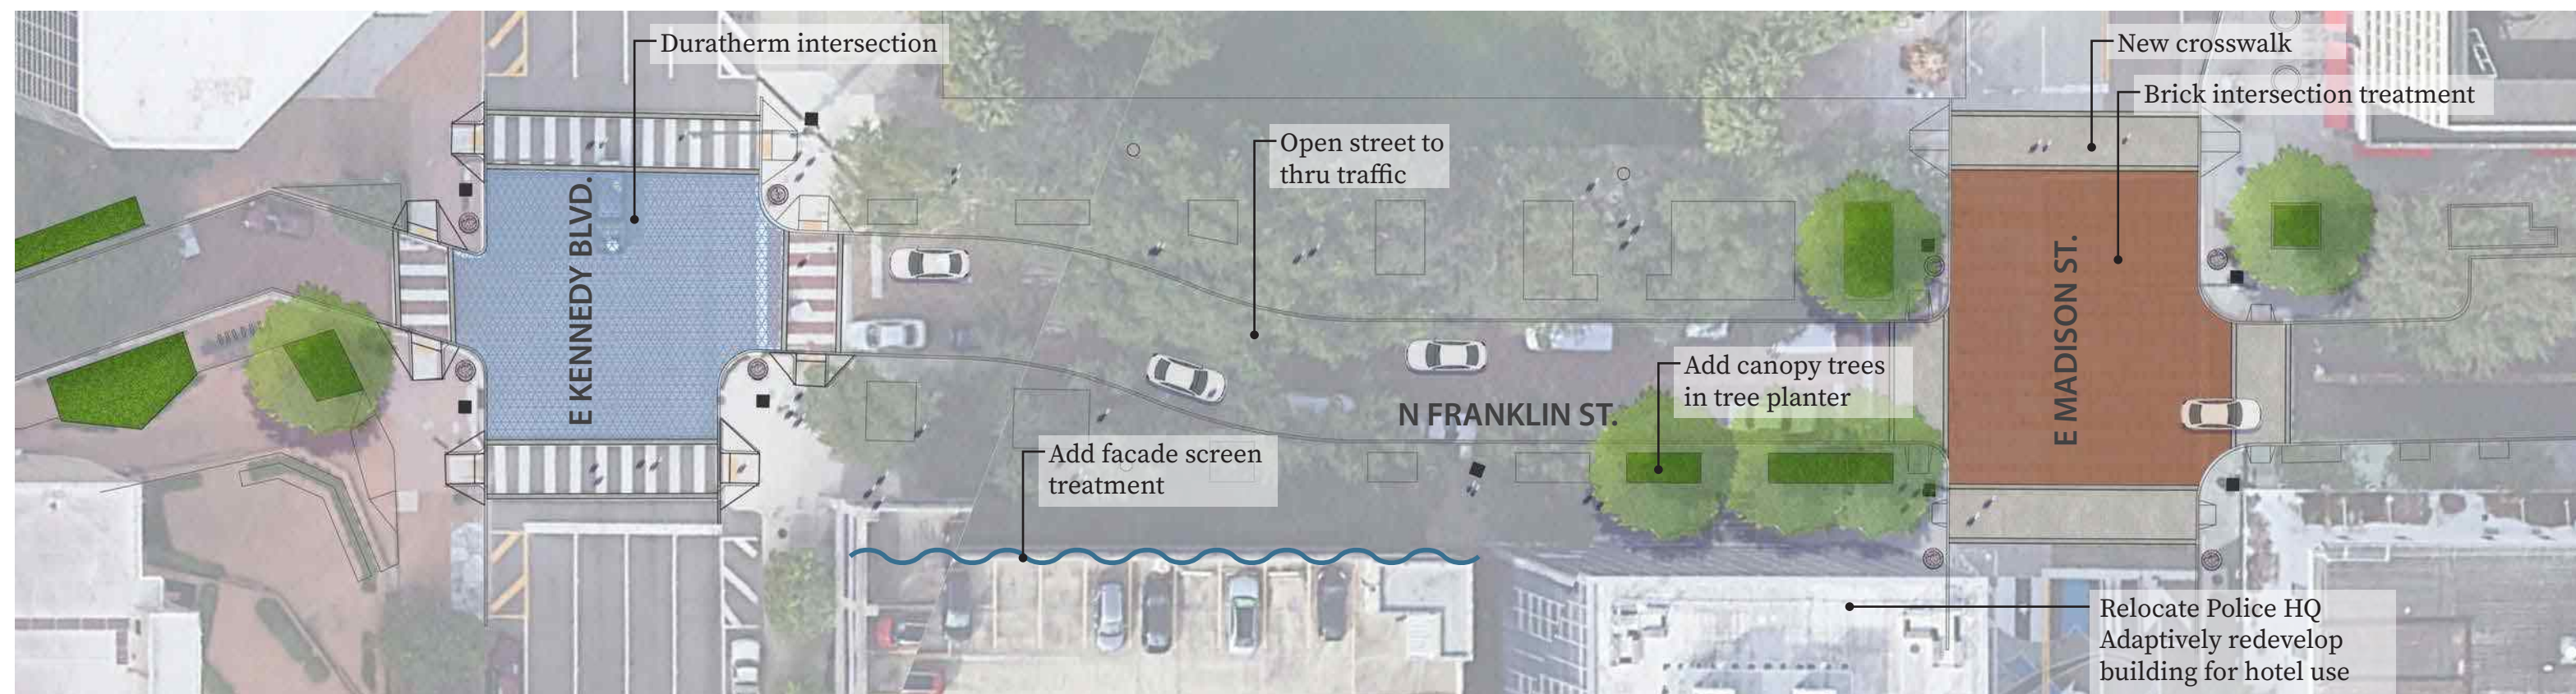 Duratherm intersection
New crosswalk
Brick intersection treatment
Open street to
thru traffic
E KENNEDY BLVD.
E MADISON ST.
Add canopy trees
in tree planter
N FRANKLIN ST.
Add facade screen
treatment
Relocate Police HQ
Adaptively redevelop
building for hotel use